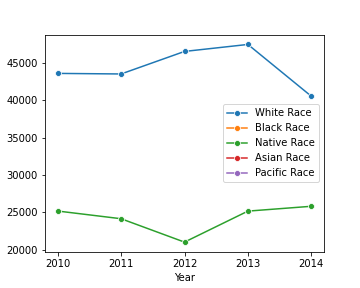 45000
40000
35000
30000
25000
20000
White Race
Black Race
Native Race
Asian Race
Pacific Race
2010 2011 2012 2013 2014
Year